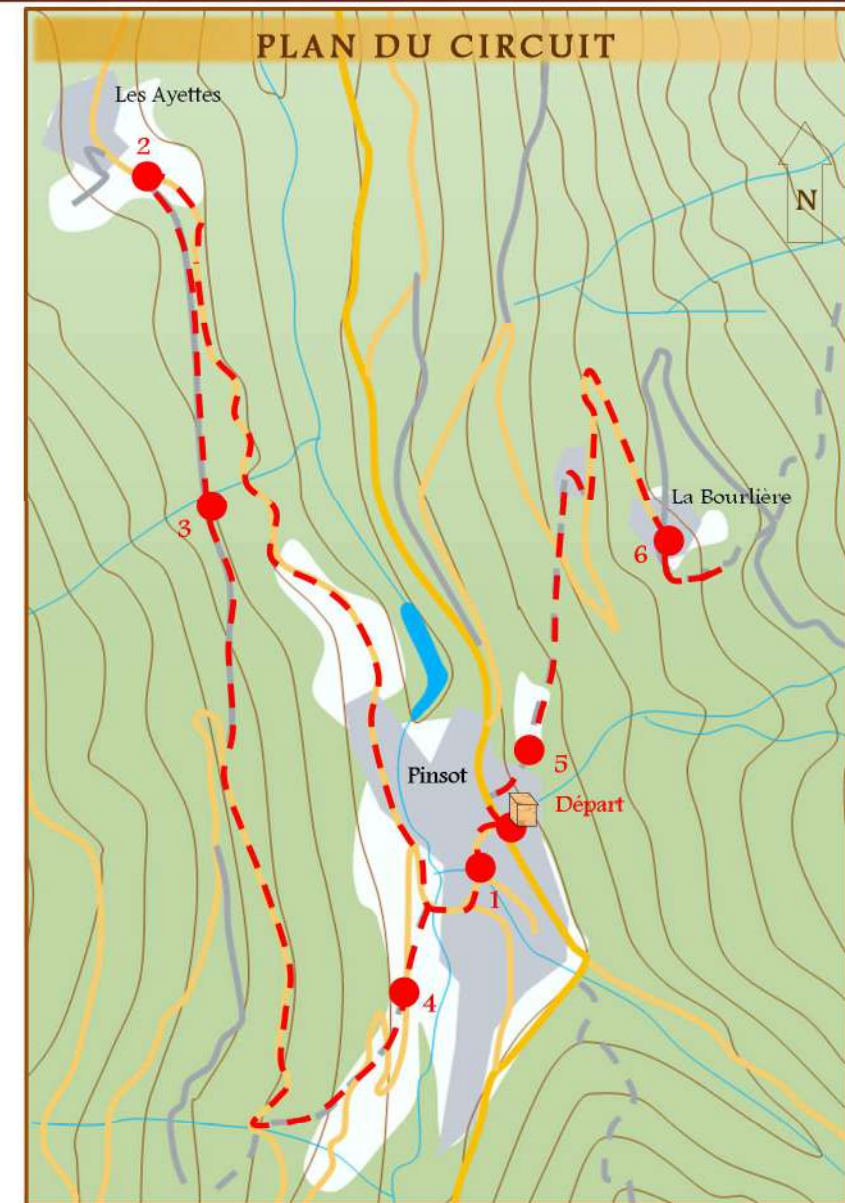 PLAN DU CIRCUIT
Les Ayettes
2
N
La Bourlière
3
6
Pinsot
5
Départ
1
4